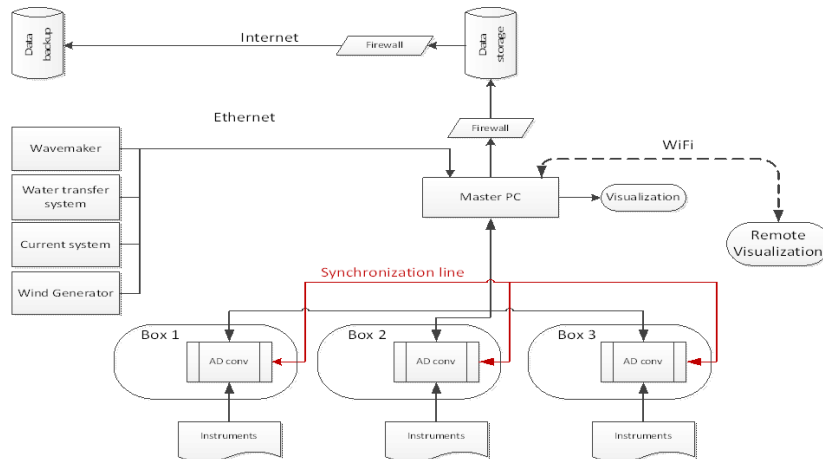 Data
backup
Internet
Firewall
Data
storage
Ethernet
Firewall
WiFi
Wavemaker
Water transfer
system
Current system
Wind Generator
Master PC
Visualization
Remote
Visualization
Synchronization line
Box 1
AD conv
Box 2
AD conv
Box 3
AD conv
Instruments
Instruments
Instruments